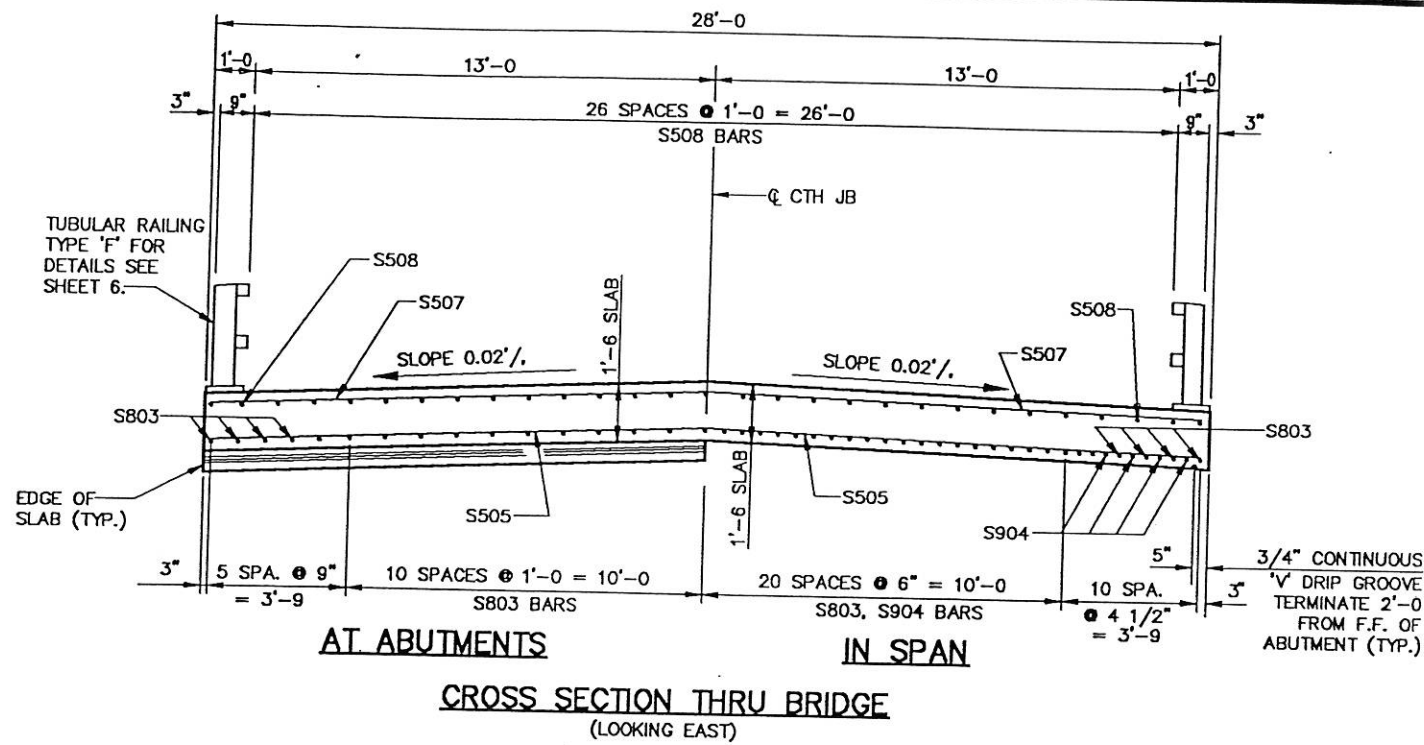 28'-0
1'-0
13'-0
13'-0
1'-0
3"
9"
26 SPACES @ 1'-0 = 26'-0
9"
3"
S508 BARS
℄ CTH JB
TUBULAR RAILING
TYPE 'F' FOR
DETAILS SEE
SHEET 6.
S508
S507
1'-6 SLAB
S508
S507
SLOPE 0.02'/.
SLOPE 0.02'/.
S803
S803
EDGE OF
SLAB (TYP.)
S505
1'-6 SLAB
S505
S904
3"
5 SPA. @ 9"
= 3'-9
10 SPACES @ 1'-0 = 10'-0
S803 BARS
20 SPACES @ 6" = 10'-0
S803, S904 BARS
10 SPA.
@ 4 1/2"
= 3'-9
5"
3"
3/4" CONTINUOUS
'V' DRIP GROOVE
TERMINATE 2'-0
FROM F.F. OF
ABUTMENT (TYP.)
AT ABUTMENTS
IN SPAN
CROSS SECTION THRU BRIDGE
(LOOKING EAST)